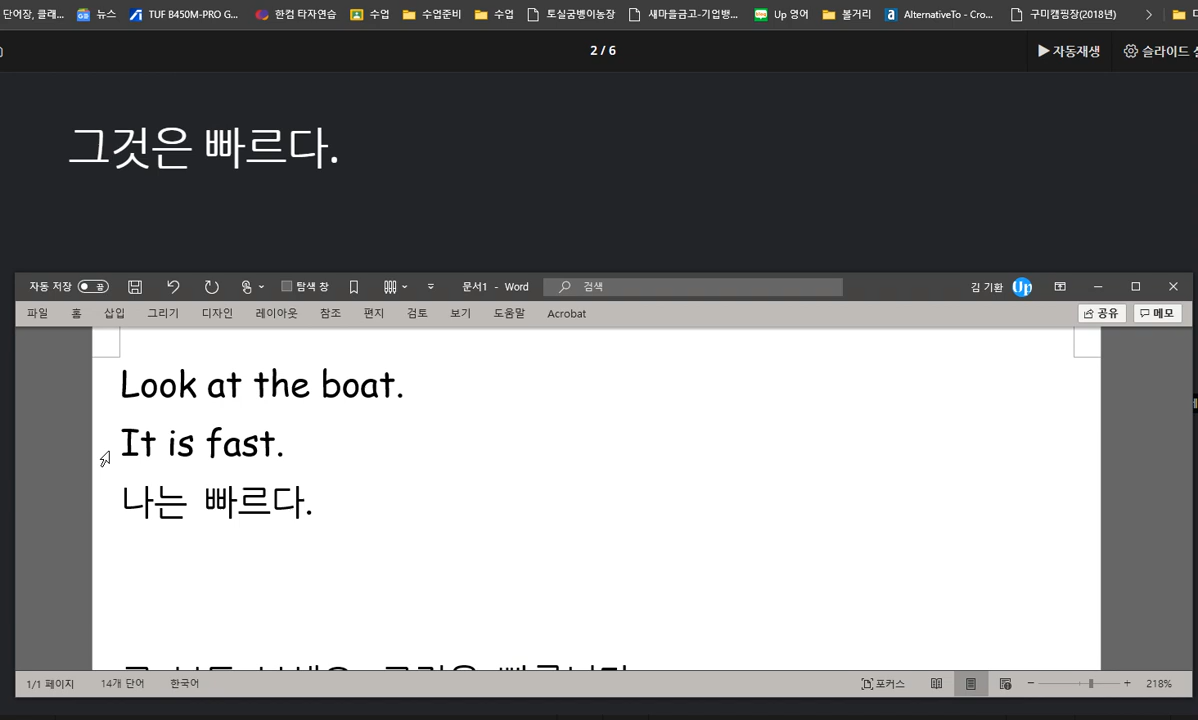 단어장, 클래... 뉴스 TUF B450M-PRO G... 한컴 타자연습 수업 수업준비 수업 토실굼벵이농장 새마을금고-기업뱅... Up 영어 볼거리 AlternativeTo - Cro... 구미캠핑장(2018년)
2 / 6 자동재생 슬라이드
그것은 빠르다.
자동 저장 끔 탐색 창 문서1 - Word 검색 김 기환 Up
파일 홈 삽입 그리기 디자인 레이아웃 참조 편지 검토 보기 도움말 Acrobat 공유 메모
Look at the boat.
It is fast.
나는 빠르다.
1/1 페이지 14개 단어 한국어 포커스 218%